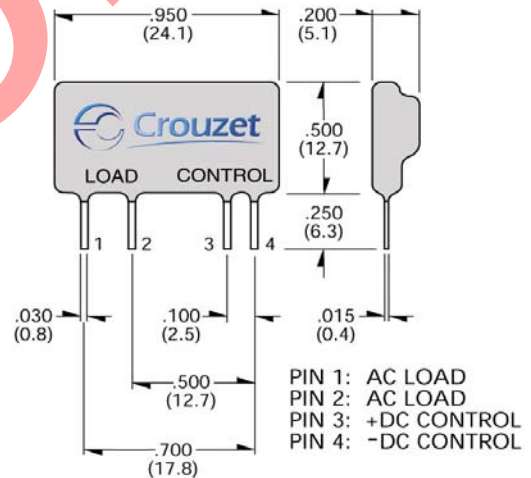 .950
(24.1)
.200
(5.1)
Crouzet
LOAD CONTROL
.500
(12.7)
.250
(6.3)
1 2 3 4
.030
(0.8)
.100
(2.5)
.015
(0.4)
.500
(12.7)
.700
(17.8)
PIN 1: AC LOAD
PIN 2: AC LOAD
PIN 3: +DC CONTROL
PIN 4: -DC CONTROL